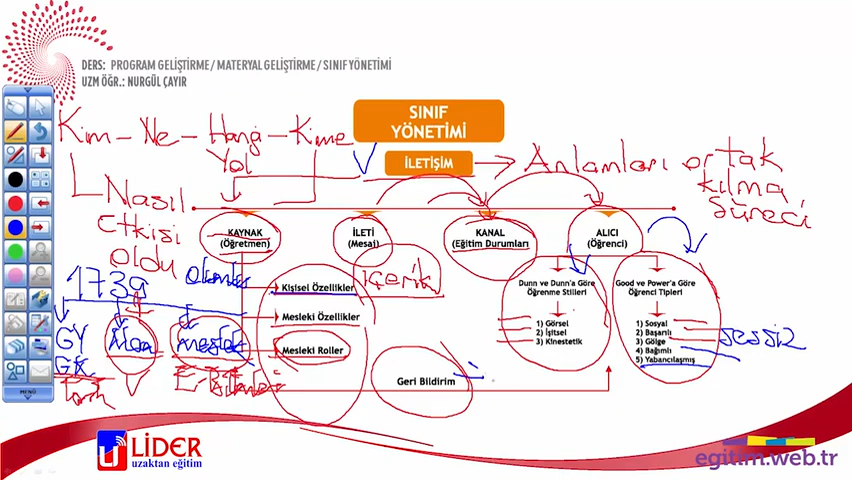 DERS: PROGRAM GELİŞTİRME / MATERYAL GELİŞTİRME / SINIF YÖNETİMİ
UZM ÖĞR.: NURGÜL ÇAYIR
SINIF
YÖNETİMİ
Kim - Ne - Hangi - Kime
Yol
İLETİŞİM
Anlamları ortak
kılma
süreci
Nasıl
etkisi
oldu
KAYNAK
(Öğretmen)
İLETİ
(Mesaj)
KANAL
(Eğitim Durumları)
ALICI
(Öğrenci)
içerik
1739
Kişisel Özellikler
Mesleki Özellikler
Mesleki Roller
Dunn ve Dunn'a Göre
Öğrenme Stilleri
1) Görsel
2) İşitsel
3) Kinestetik
Good ve Power'a Göre
Öğrenci Tipleri
1) Sosyal
2) Başarılı
3) Gölge
4) Bağımlı
5) Yabancılaşmış
sessiz
GY
GK
Alan
meslek
Geri Bildirim
MENÜ
LİDER
uzaktan eğitim
egitim.web.tr